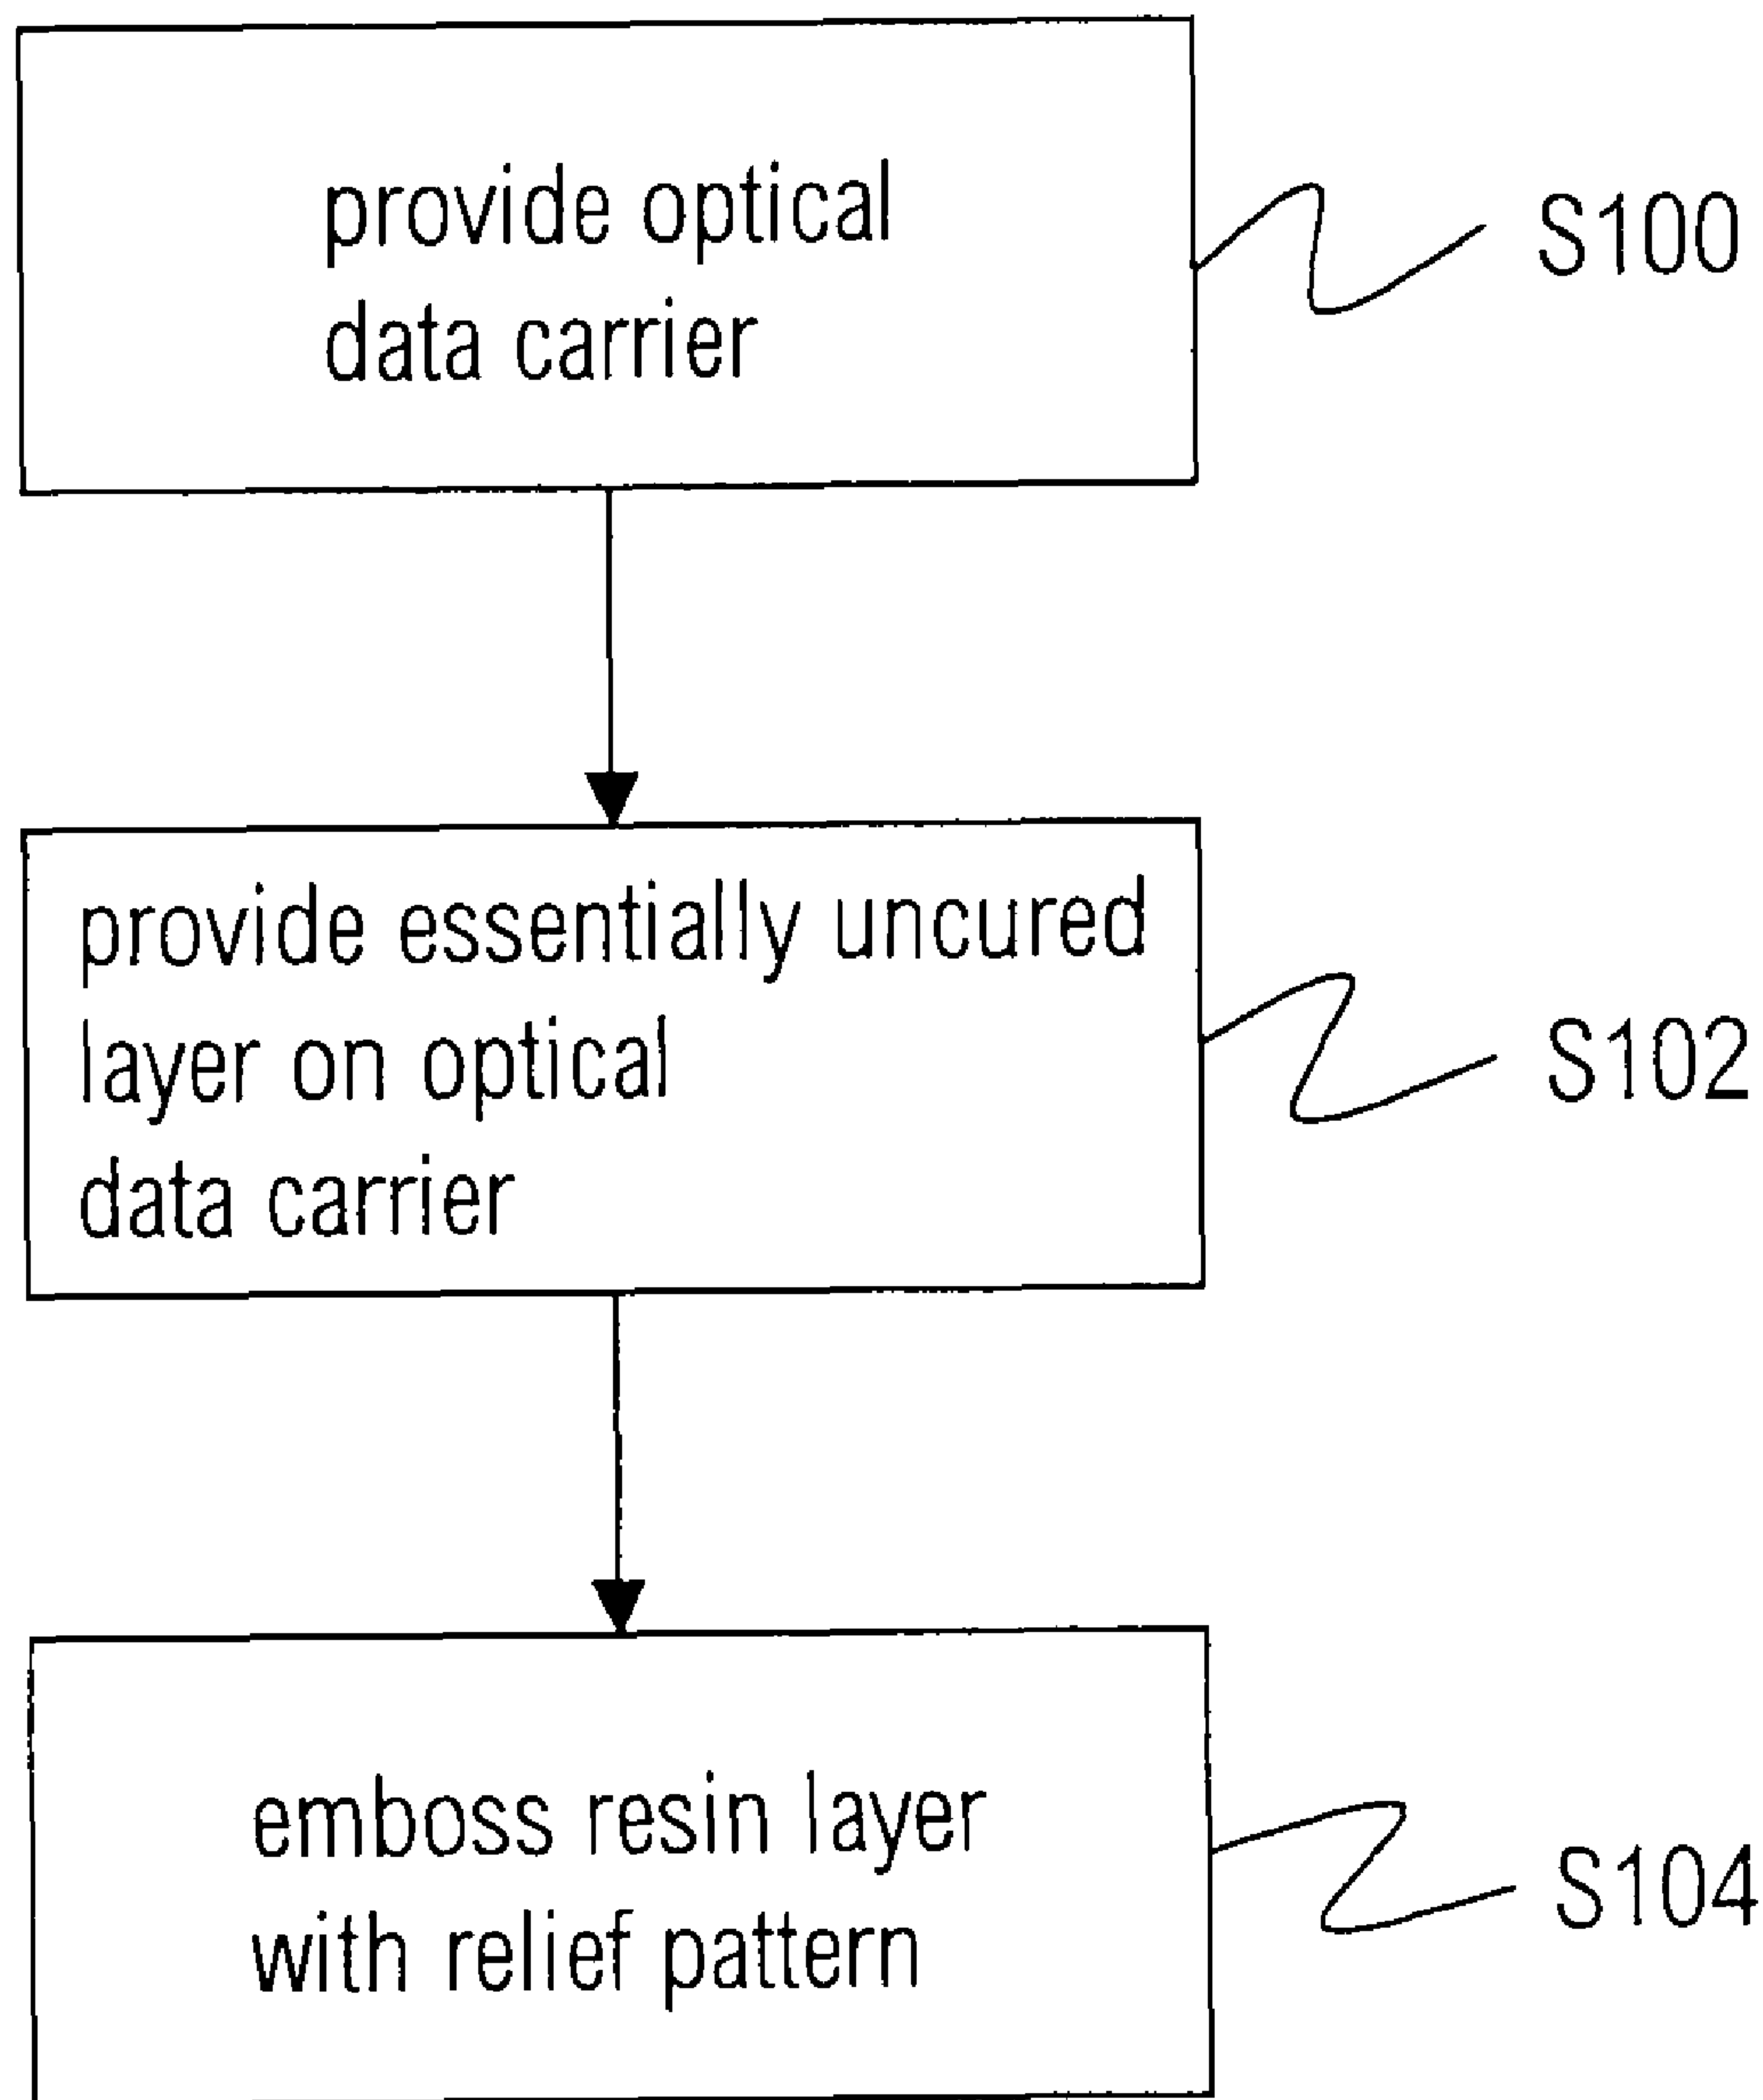 provide optical
data carrier
S100
provide essentially uncured
layer on optical
data carrier
S102
emboss resin layer
with relief pattern
S104